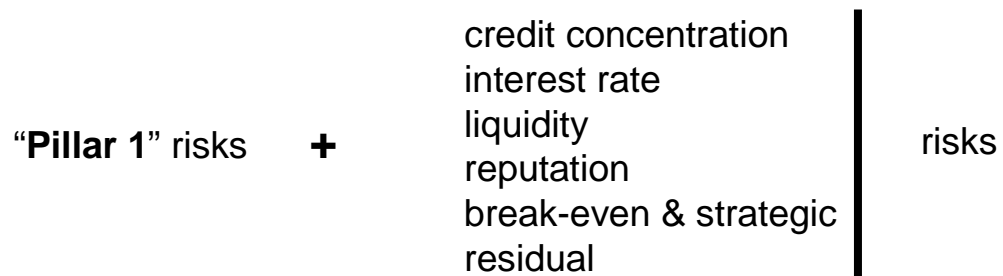 “Pillar 1” risks +
credit concentration
interest rate
liquidity
reputation
break-even & strategic
residual
risks